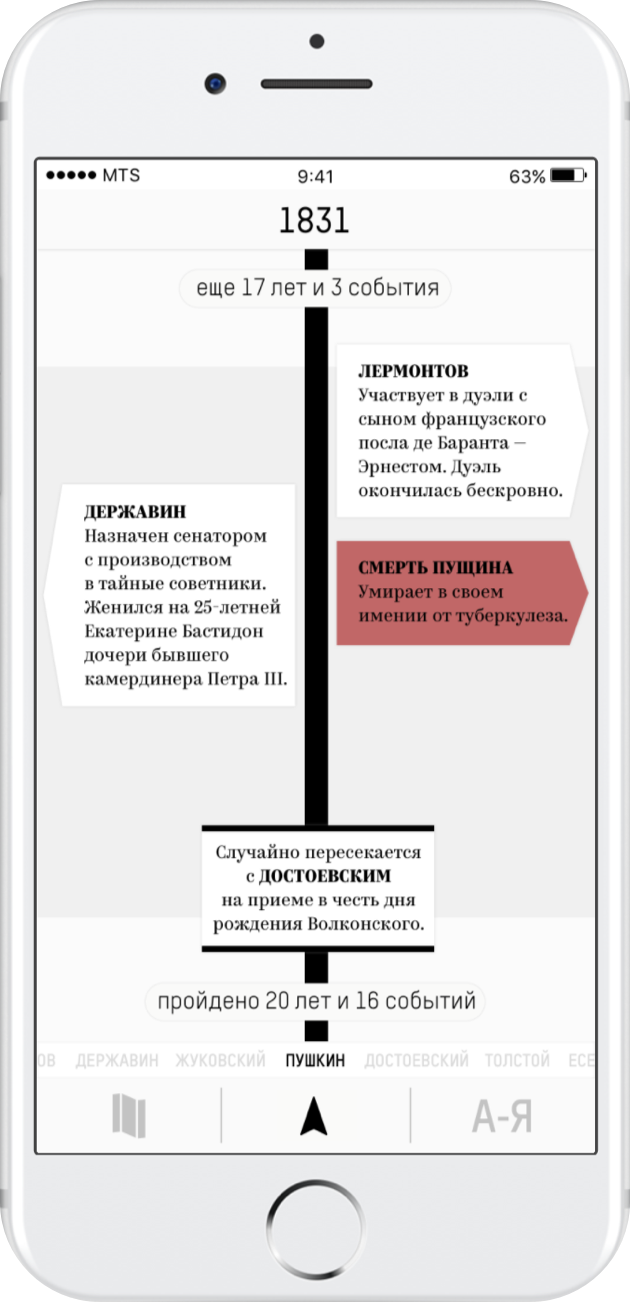 MTS 9:41 63%
1831
еще 17 лет и 3 события
ЛЕРМОНТОВ
Участвует в дуэли с
сыном французского
посла де Баранта —
Эрнестом. Дуэль
окончилась бескровно.
ДЕРЖАВИН
Назначен сенатором
с производством
в тайные советники.
Женился на 25-летней
Екатерине Бастидон
дочери бывшего
камердинера Петра III.
СМЕРТЬ ПУЩИНА
Умирает в своем
имении от туберкулеза.
Случайно пересекается
с ДОСТОЕВСКИМ
на приеме в честь дня
рождения Волконского.
пройдено 20 лет и 16 событий
ОВ ДЕРЖАВИН ЖУКОВСКИЙ ПУШКИН ДОСТОЕВСКИЙ ТОЛСТОЙ ЕСЕ
А-Я